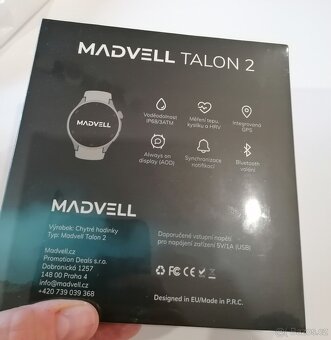 MADVELL TALON 2
MADVELL
Voděodolnost
IP68/3ATM
Měření tepu,
kyslíku a HRV
Integrovaná
GPS
Always on
display (AOD)
Synchronizace
notifikací
Bluetooth
volání
MADVELL
Výrobek: Chytré hodinky
Typ: Madvell Talon 2
Madvell.cz
Promotion Deals s.r.o.
Dobronická 1257
148 00 Praha 4
info@madvell.cz
+420 739 039 368
Doporučené vstupní napětí
pro napájení zařízení 5V/1A (USB)
CE FC
Designed in EU/Made in P.R.C.